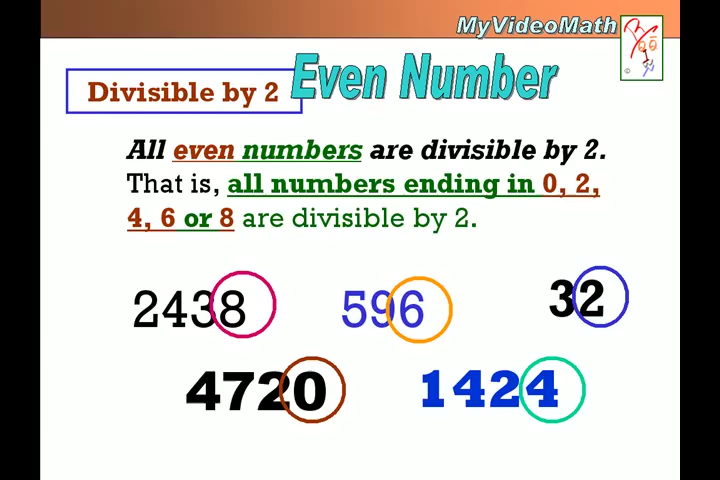 MyVideoMath
Even Number
Divisible by 2
All even numbers are divisible by 2.
That is, all numbers ending in 0, 2,
4, 6 or 8 are divisible by 2.
2438 596 32
4720 1424